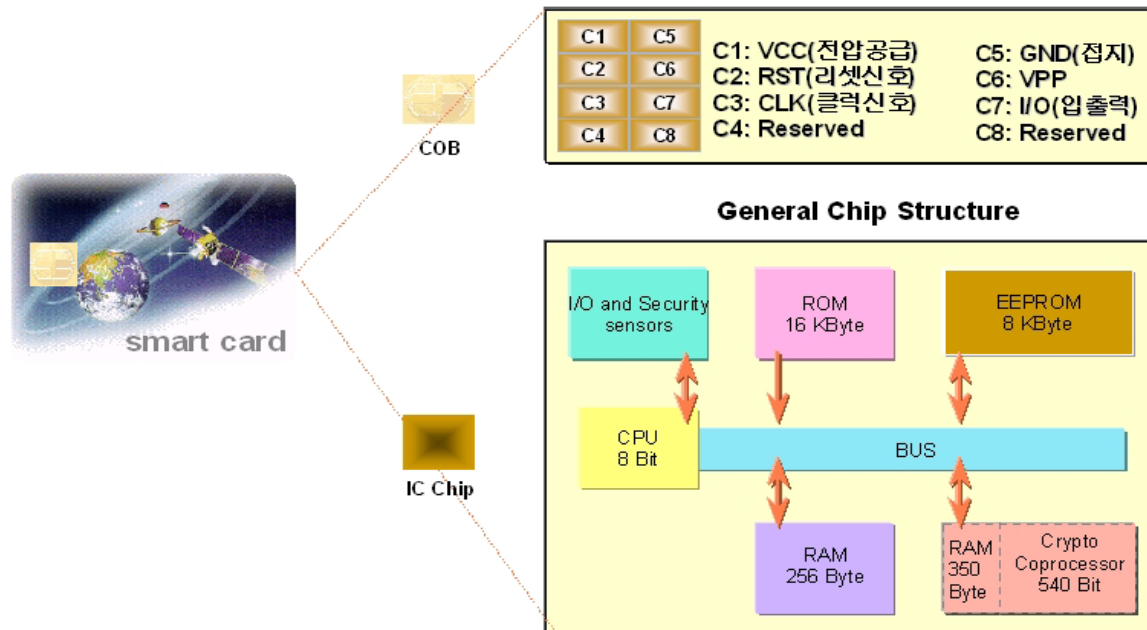 C1 C5
C2 C6
C3 C7
C4 C8
C1: VCC(전압공급)
C2: RST(리셋신호)
C3: CLK(클럭신호)
C4: Reserved
C5: GND(접지)
C6: VPP
C7: I/O(입출력)
C8: Reserved
COB
smart card
IC Chip
General Chip Structure
I/O and Security
sensors
ROM
16 KByte
EEPROM
8 KByte
CPU
8 Bit
BUS
RAM
256 Byte
RAM
350
Byte
Crypto
Coprocessor
540 Bit